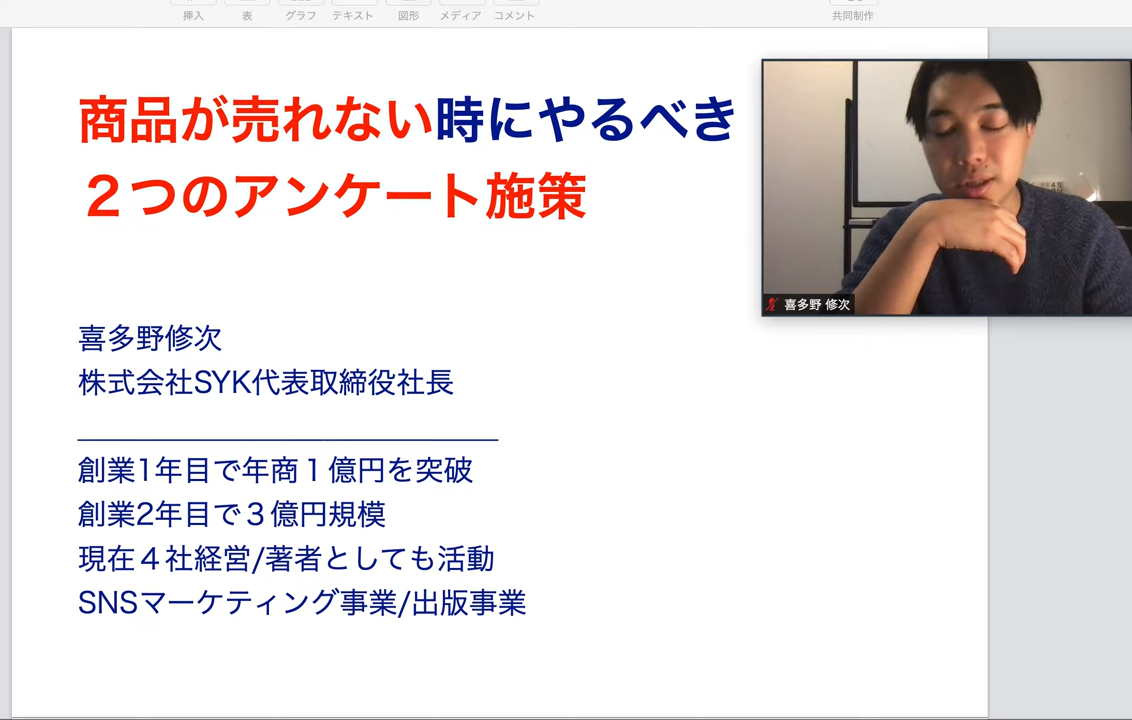 挿入 表 グラフ テキスト 図形 メディア コメント 共同制作
商品が売れない時にやるべき
２つのアンケート施策
喜多野 修次
喜多野修次
株式会社SYK代表取締役社長
創業1年目で年商１億円を突破
創業2年目で３億円規模
現在４社経営/著者としても活動
SNSマーケティング事業/出版事業